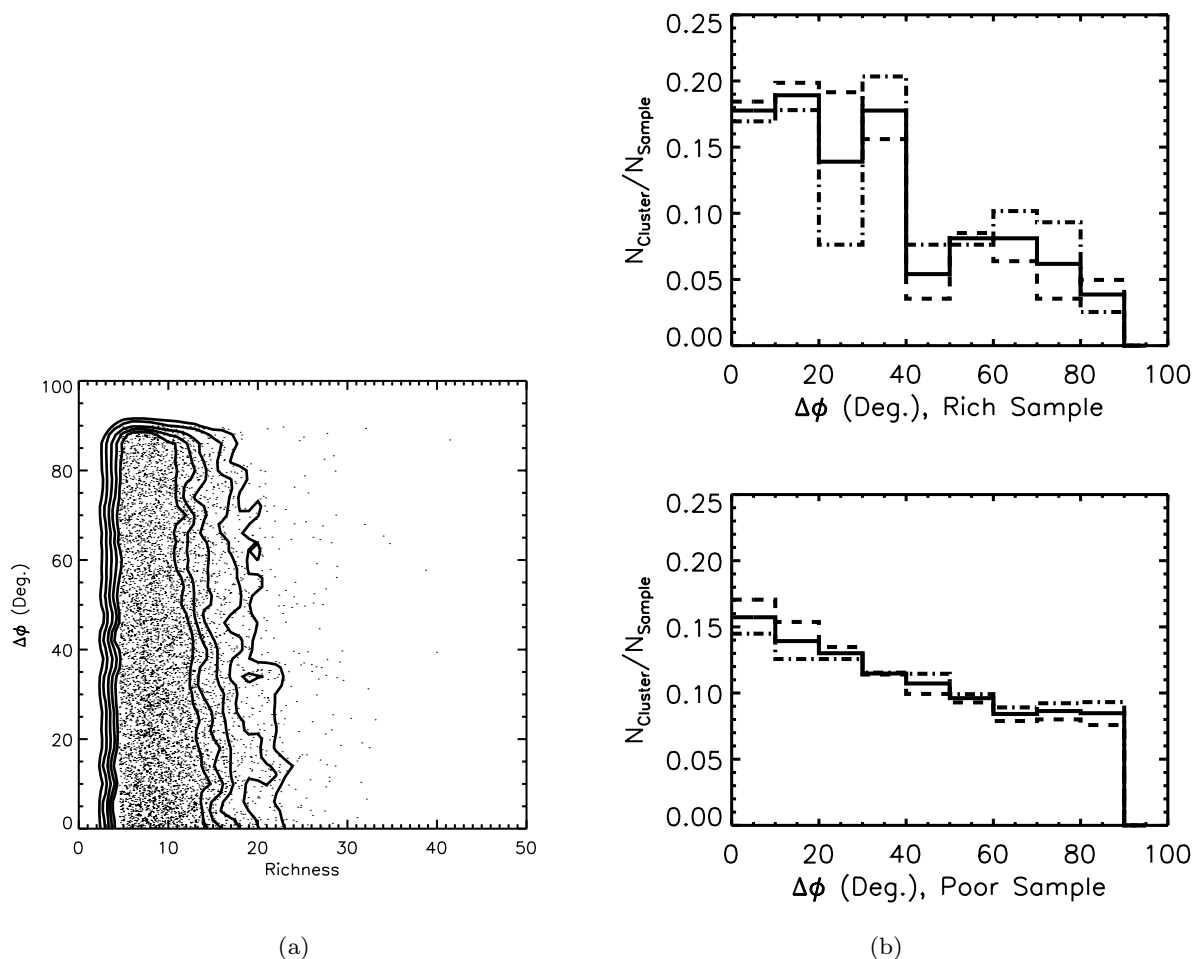 100
80
60
40
20
0
Δϕ (Deg.)
0 10 20 30 40 50
Richness
(a)
0.25
0.20
0.15
0.10
0.05
0.00
N_Cluster/N_Sample
0 20 40 60 80 100
Δϕ (Deg.), Rich Sample
0.25
0.20
0.15
0.10
0.05
0.00
N_Cluster/N_Sample
0 20 40 60 80 100
Δϕ (Deg.), Poor Sample
(b)